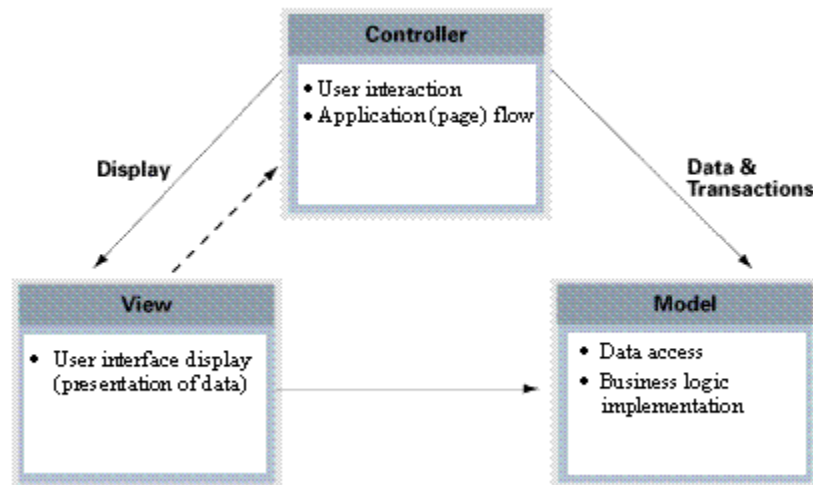 Controller
• User interaction
• Application (page) flow
Display
Data &
Transactions
View
• User interface display
(presentation of data)
Model
• Data access
• Business logic
implementation